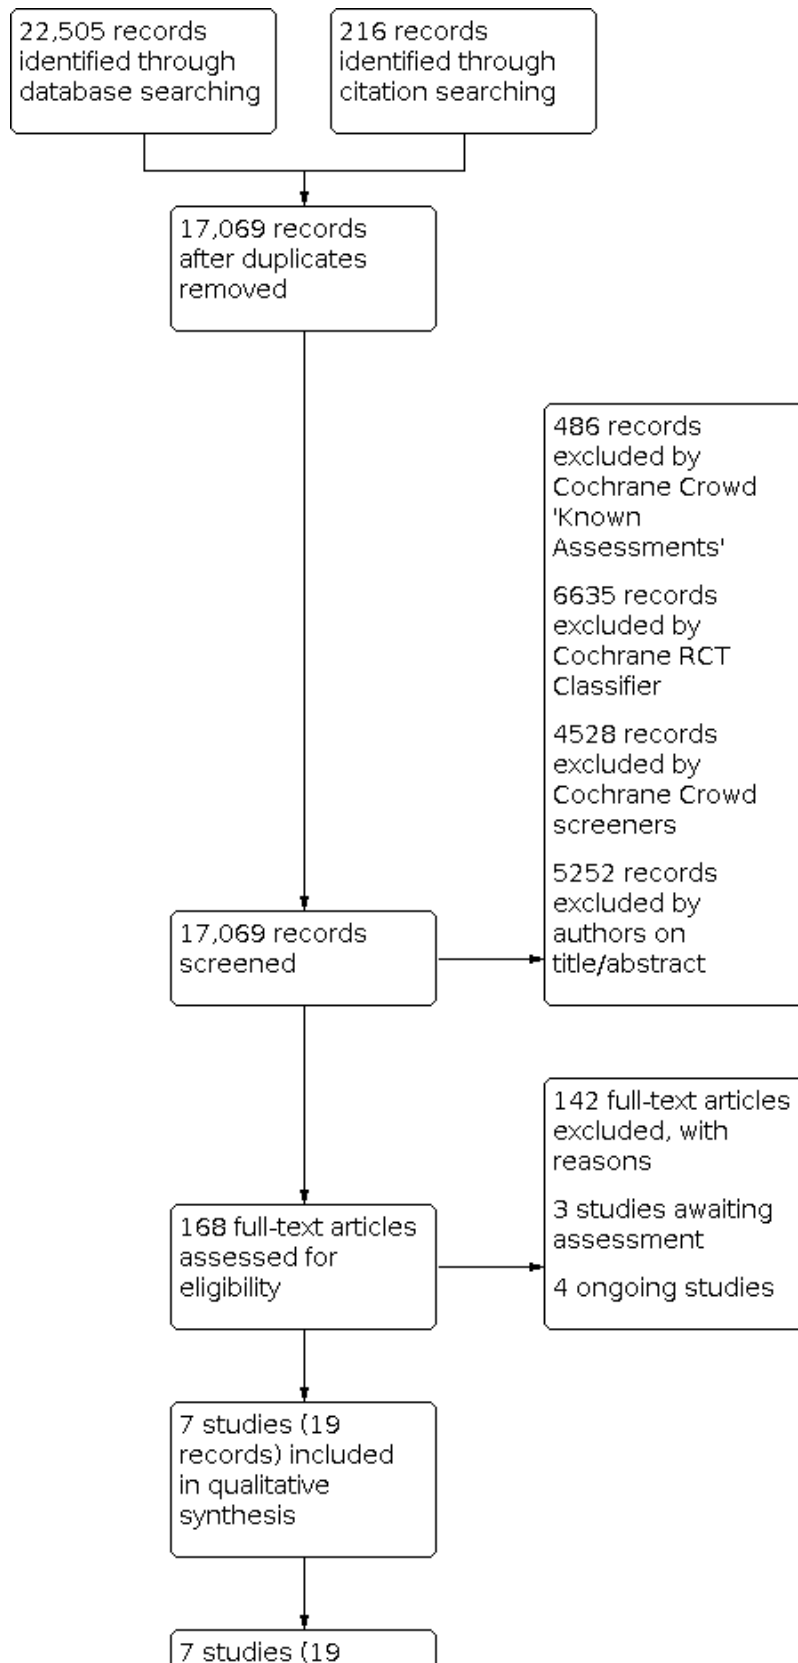 22,505 records
identified through
database searching
216 records
identified through
citation searching
17,069 records
after duplicates
removed
486 records
excluded by
Cochrane Crowd
'Known
Assessments'
6635 records
excluded by
Cochrane RCT
Classifier
4528 records
excluded by
Cochrane Crowd
screeners
5252 records
excluded by
authors on
title/abstract
17,069 records
screened
142 full-text articles
excluded, with
reasons
3 studies awaiting
assessment
4 ongoing studies
168 full-text articles
assessed for
eligibility
7 studies (19
records) included
in qualitative
synthesis
7 studies (19